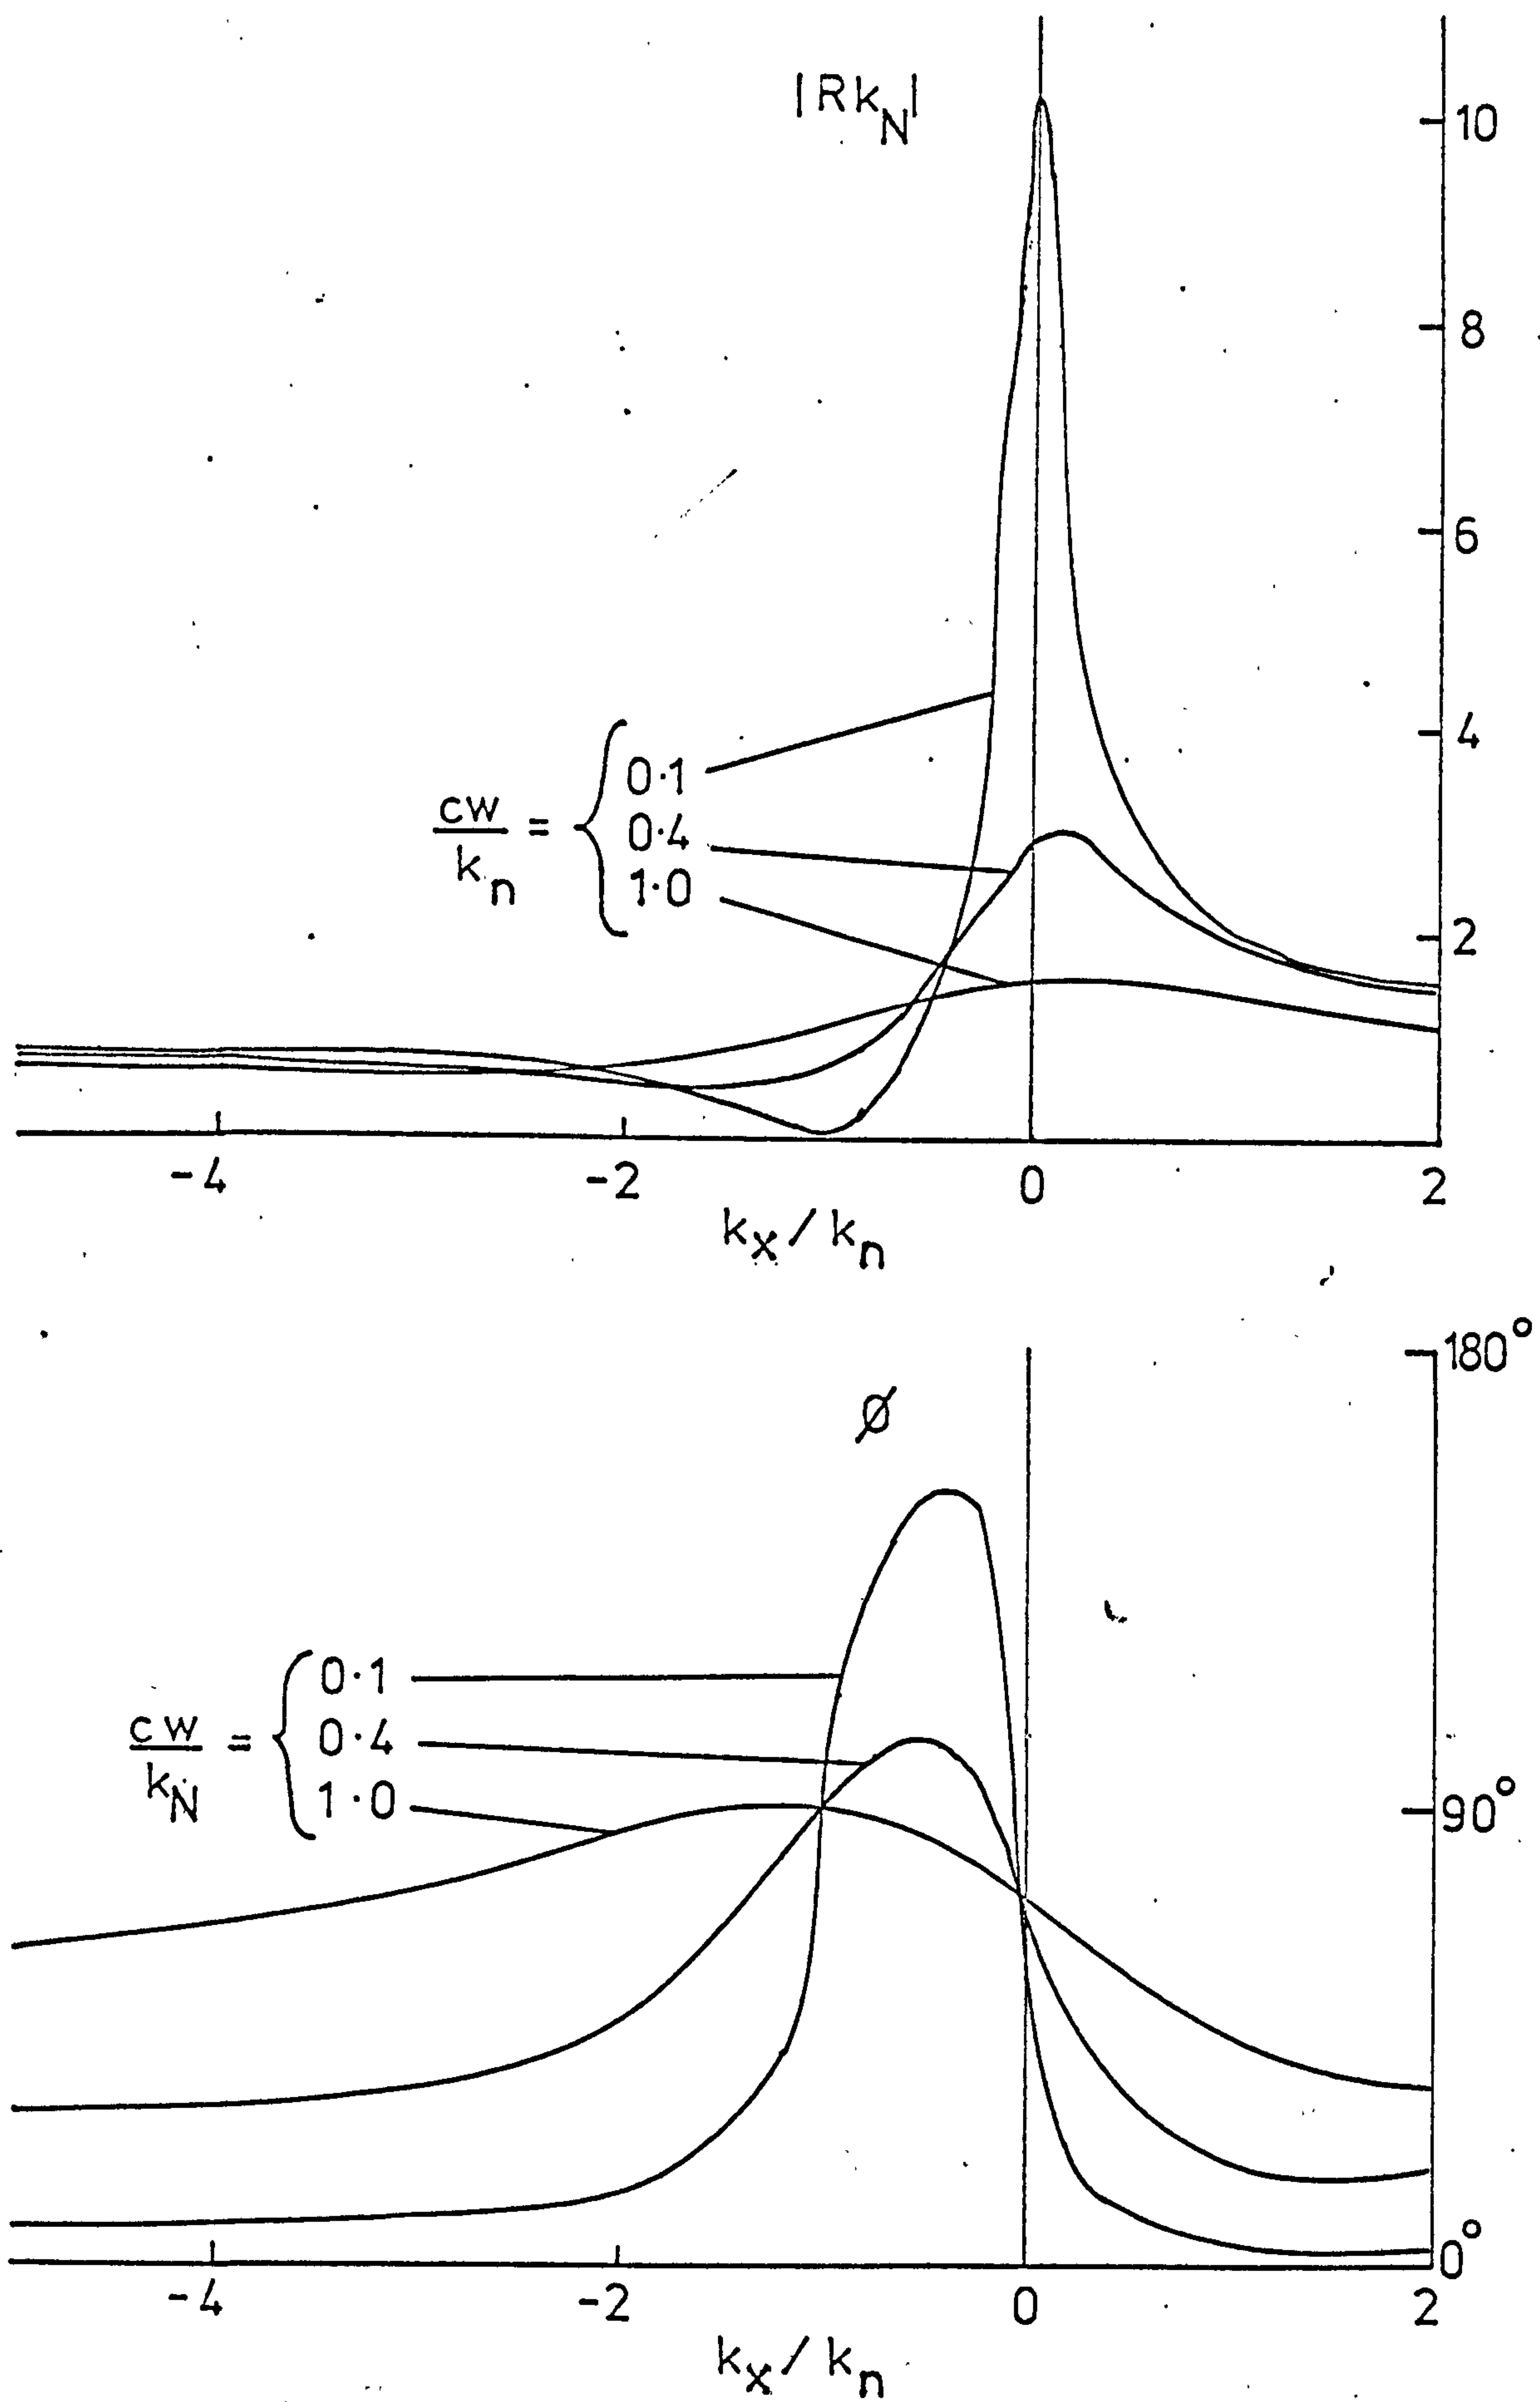 |Rk_N|
10
8
6
4
2
cw/k_n = { 0·1
0·4
1·0
-4 -2 0 2
k_x / k_n
180°
Ø
cw/k_N = { 0·1
0·4
1·0
90°
0°
-4 -2 0 2
k_x / k_n